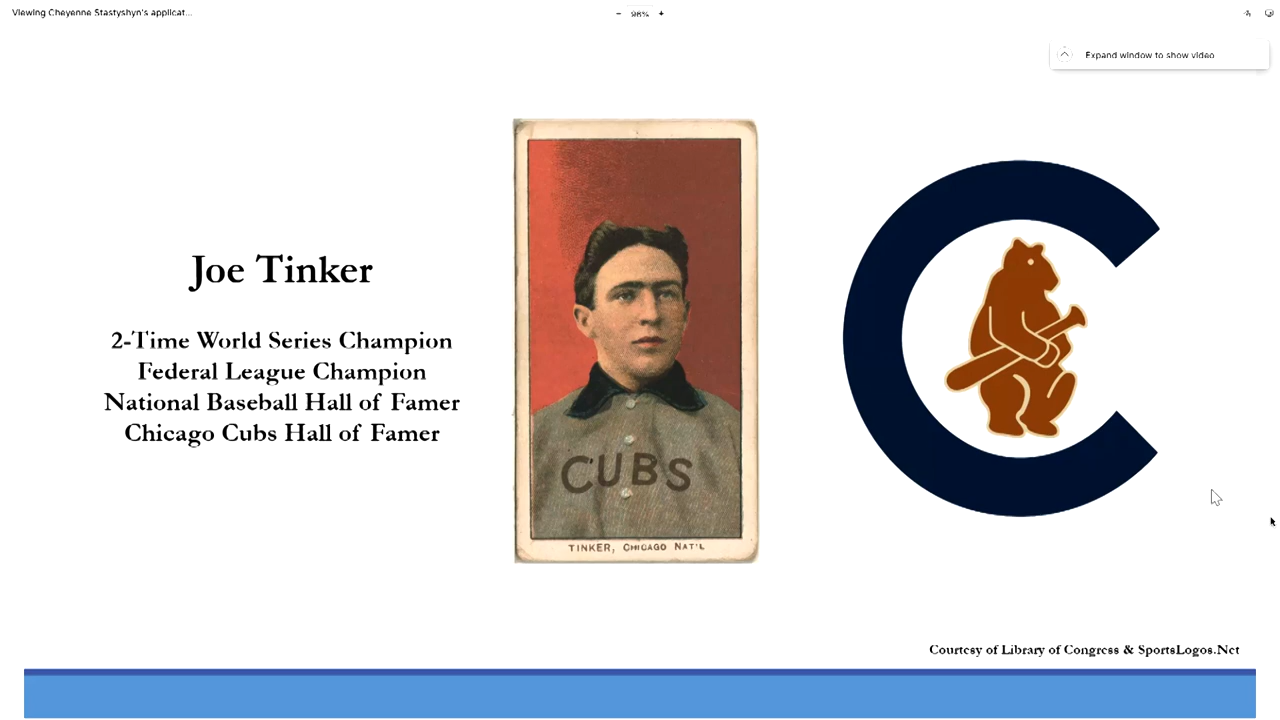 Viewing Cheyenne Stastyshyn's applicat...
− 96% +
Expand window to show video
Joe Tinker
2-Time World Series Champion
Federal League Champion
National Baseball Hall of Famer
Chicago Cubs Hall of Famer
CUBS
TINKER, CHICAGO NAT'L
Courtesy of Library of Congress & SportsLogos.Net